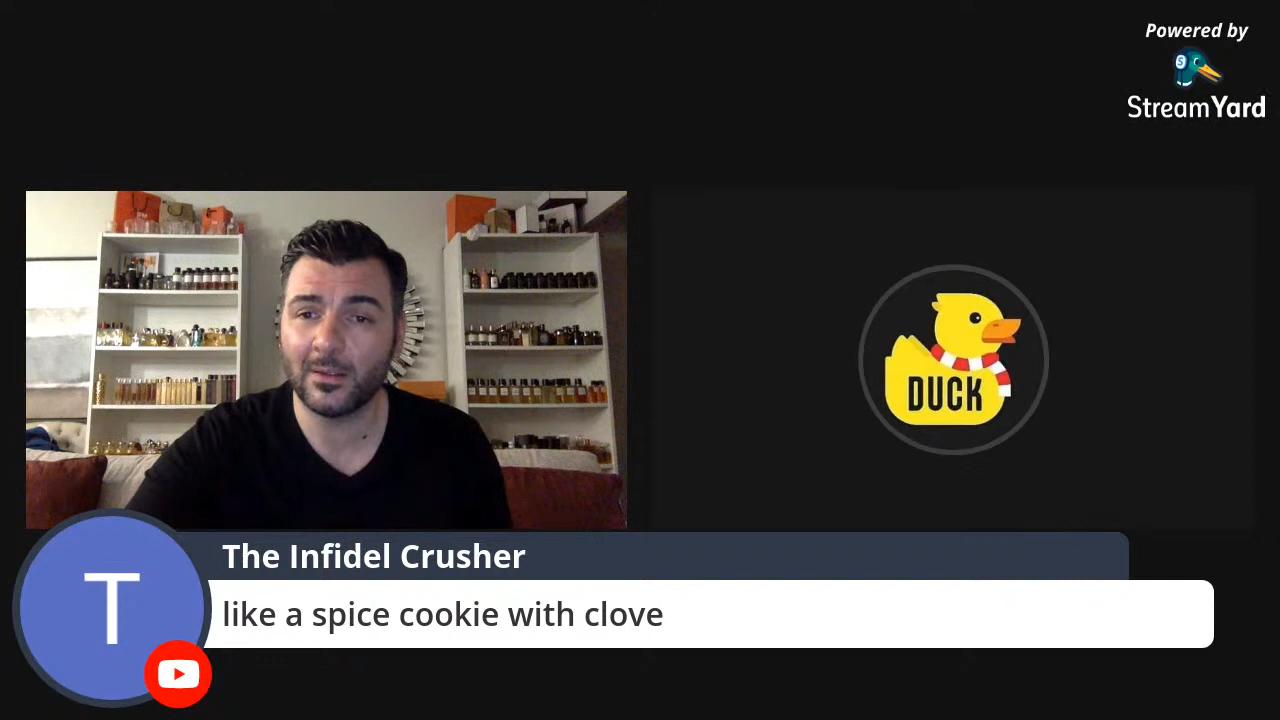 Powered by
StreamYard
DUCK
The Infidel Crusher
T
like a spice cookie with clove